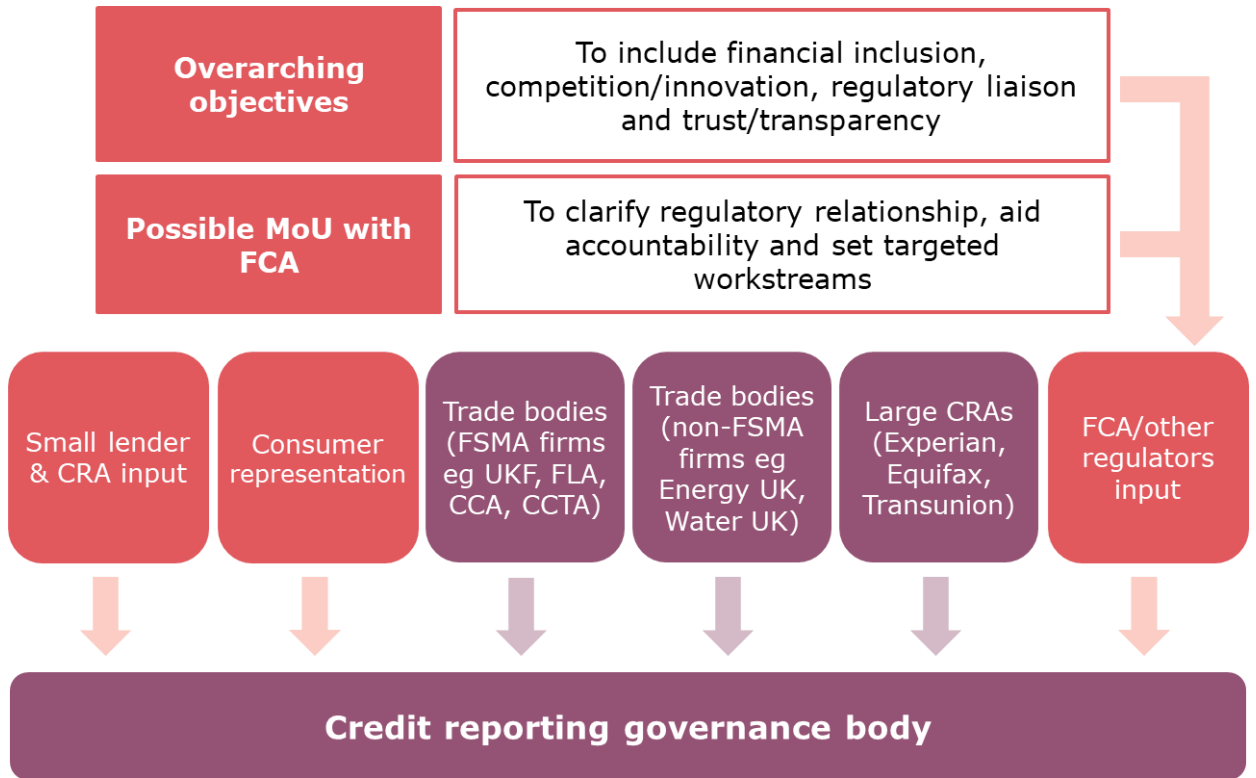 Overarching
objectives
To include financial inclusion,
competition/innovation, regulatory liaison
and trust/transparency
Possible MoU with
FCA
To clarify regulatory relationship, aid
accountability and set targeted
workstreams
Small lender
& CRA input
Consumer
representation
Trade bodies
(FSMA firms
eg UKF, FLA,
CCA, CCTA)
Trade bodies
(non-FSMA
firms eg
Energy UK,
Water UK)
Large CRAs
(Experian,
Equifax,
Transunion)
FCA/other
regulators
input
Credit reporting governance body